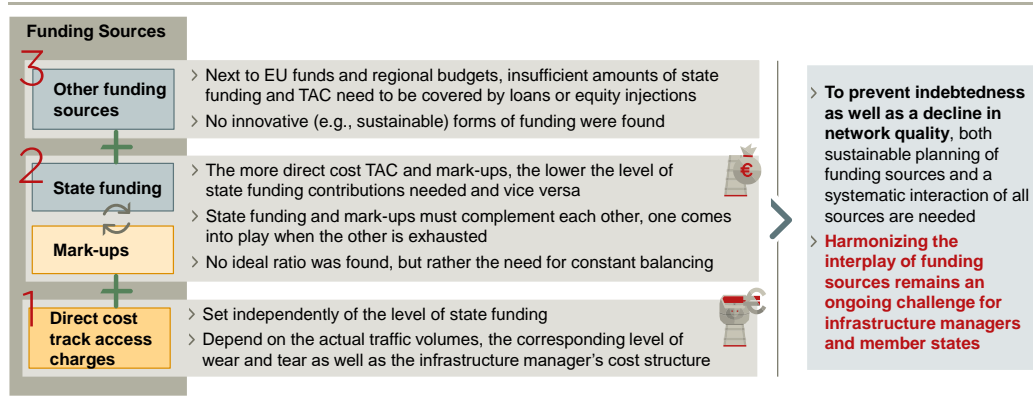 Funding Sources
3
Other funding
sources
> Next to EU funds and regional budgets, insufficient amounts of state
funding and TAC need to be covered by loans or equity injections
> No innovative (e.g., sustainable) forms of funding were found
2
State funding
Mark-ups
> The more direct cost TAC and mark-ups, the lower the level of
state funding contributions needed and vice versa
> State funding and mark-ups must complement each other, one comes
into play when the other is exhausted
> No ideal ratio was found, but rather the need for constant balancing
€
1
Direct cost
track access
charges
> Set independently of the level of state funding
> Depend on the actual traffic volumes, the corresponding level of
wear and tear as well as the infrastructure manager's cost structure
€
> To prevent indebtedness
as well as a decline in
network quality, both
sustainable planning of
funding sources and a
systematic interaction of all
sources are needed
> Harmonizing the
interplay of funding
sources remains an
ongoing challenge for
infrastructure managers
and member states